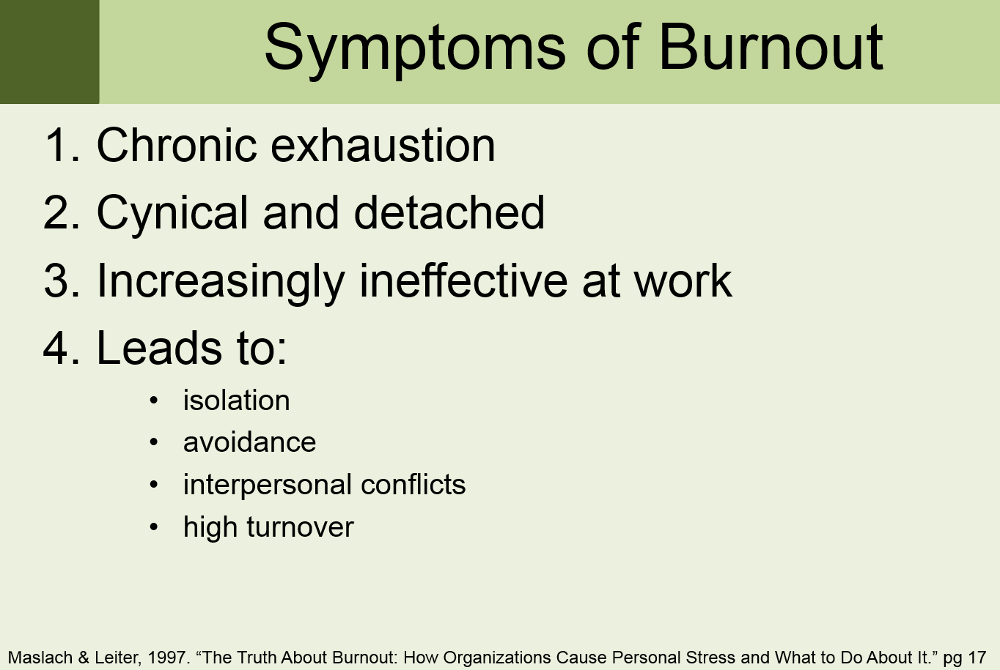 Symptoms of Burnout
1. Chronic exhaustion
2. Cynical and detached
3. Increasingly ineffective at work
4. Leads to:
• isolation
• avoidance
• interpersonal conflicts
• high turnover
Maslach & Leiter, 1997. “The Truth About Burnout: How Organizations Cause Personal Stress and What to Do About It.” pg 17